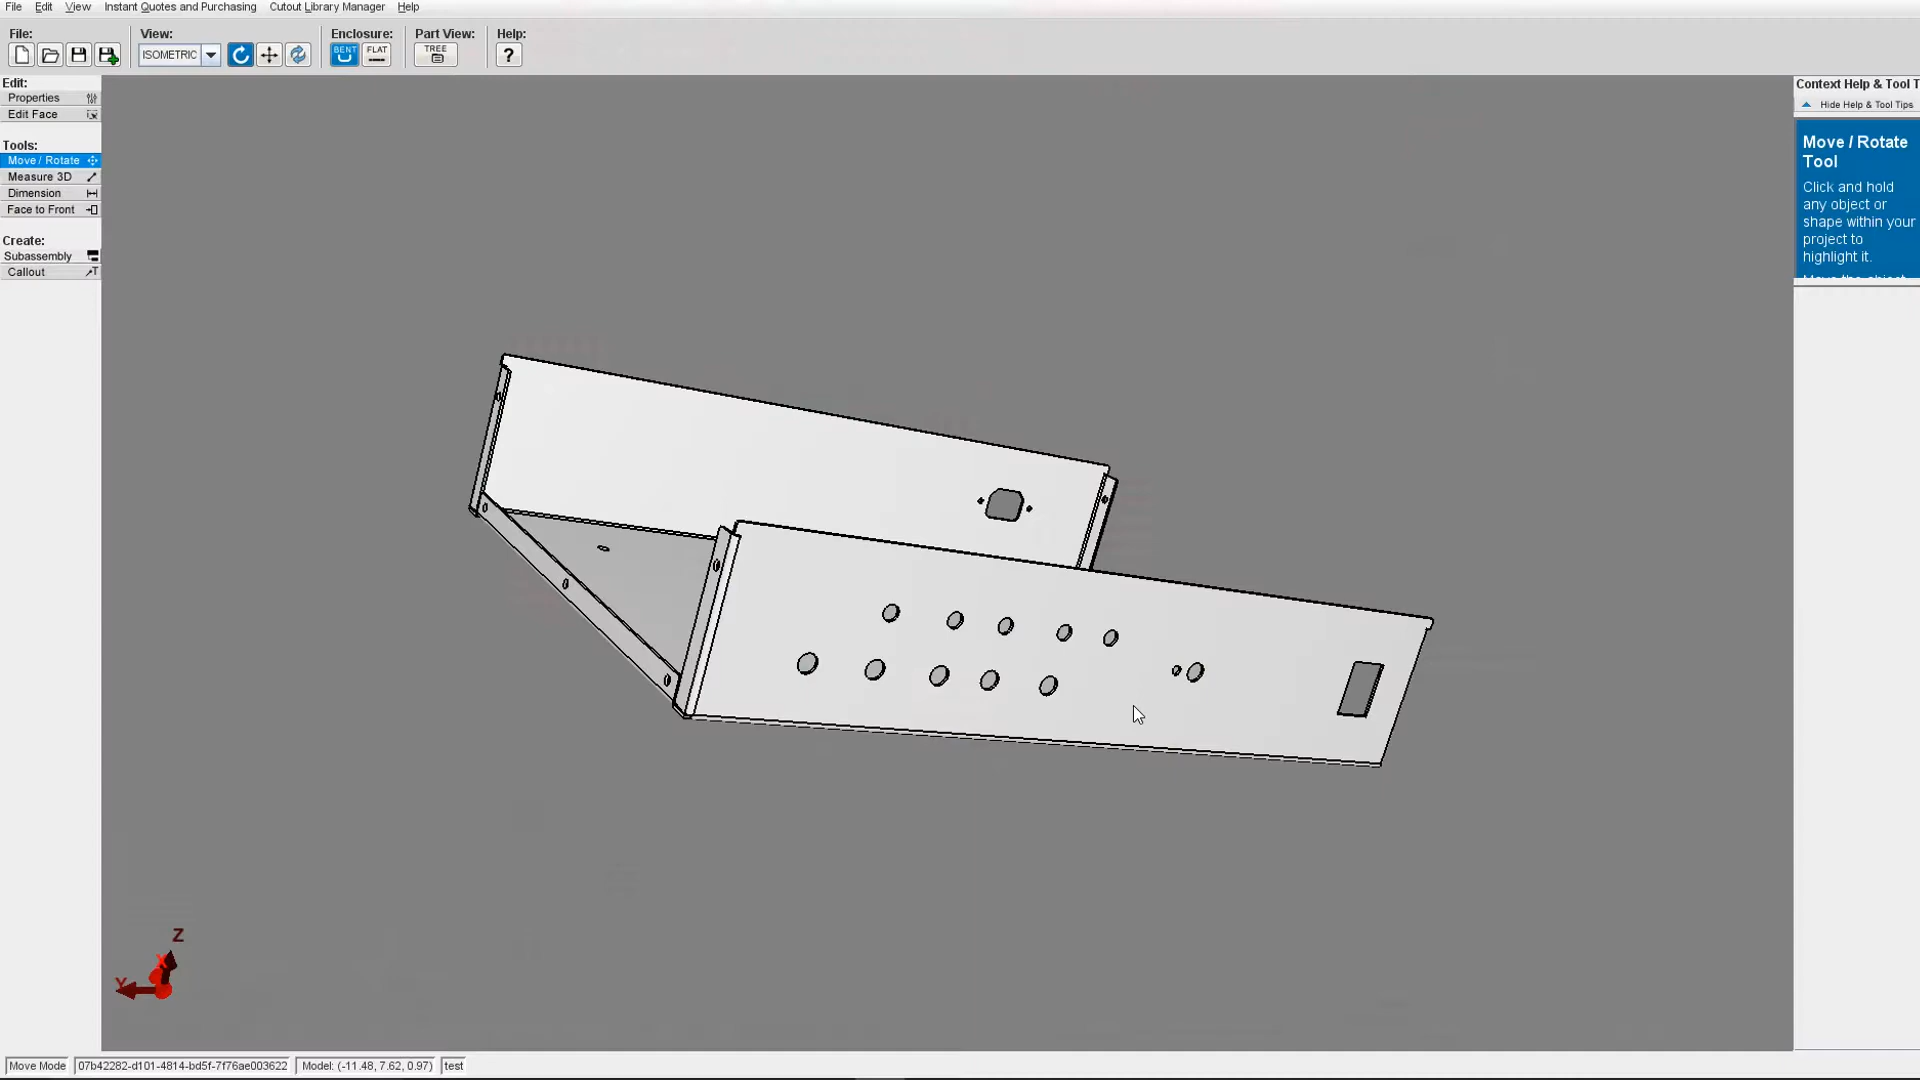 File Edit View Instant Quotes and Purchasing Cutout Library Manager Help
File: View: Enclosure: Part View: Help:
ISOMETRIC BENT FLAT TREE ?
Edit:
Properties
Edit Face
Tools:
Move / Rotate
Measure 3D
Dimension
Face to Front
Create:
Subassembly
Callout
Context Help & Tool T
Hide Help & Tool Tips
Move / Rotate
Tool
Click and hold
any object or
shape within your
project to
highlight it.
Move the object
Z
X
Y
Move Mode 07b42282-d101-4814-bd5f-7f76ae003622 Model: (-11.48, 7.62, 0.97) test